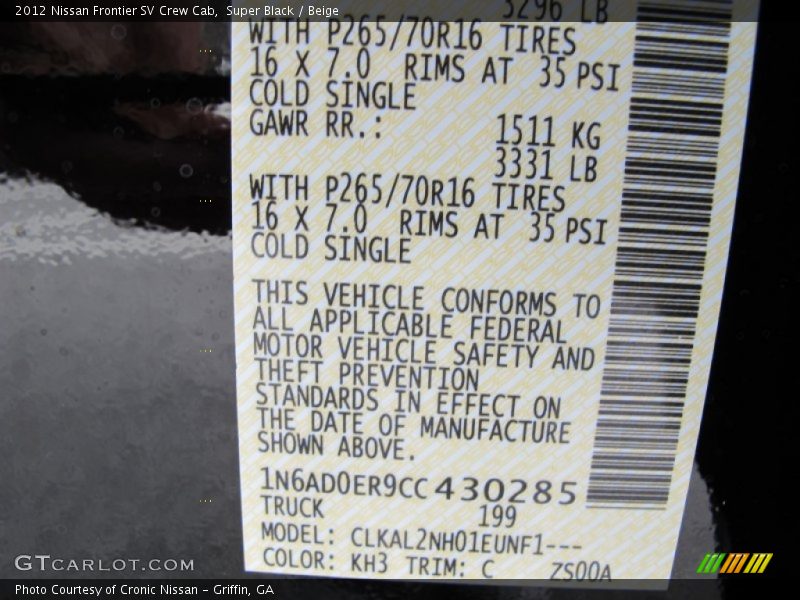 2012 Nissan Frontier SV Crew Cab, Super Black / Beige
3296 LB
WITH P265/70R16 TIRES
16 X 7.0 RIMS AT 35 PSI
COLD SINGLE
GAWR RR.: 1511 KG
3331 LB
WITH P265/70R16 TIRES
16 X 7.0 RIMS AT 35 PSI
COLD SINGLE
THIS VEHICLE CONFORMS TO
ALL APPLICABLE FEDERAL
MOTOR VEHICLE SAFETY AND
THEFT PREVENTION
STANDARDS IN EFFECT ON
THE DATE OF MANUFACTURE
SHOWN ABOVE.
1N6AD0ER9CC430285
TRUCK 199
MODEL: CLKAL2NH01EUNF1---
COLOR: KH3 TRIM: C ZS00A
GTCARLOT.COM
Photo Courtesy of Cronic Nissan - Griffin, GA